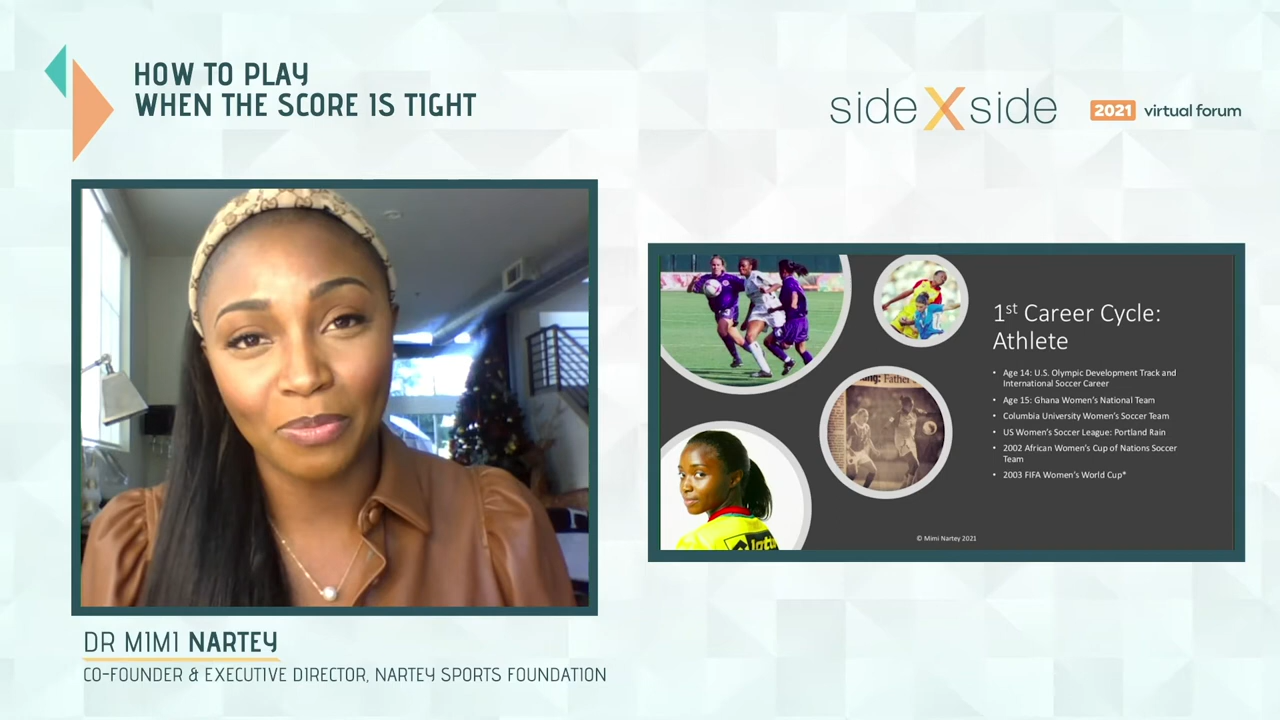 HOW TO PLAY
WHEN THE SCORE IS TIGHT
sideXside
2021 virtual forum
1st Career Cycle:
Athlete
• Age 14: U.S. Olympic Development Track and
International Soccer Career
• Age 15: Ghana Women's National Team
• Columbia University Women's Soccer Team
• US Women's Soccer League: Portland Rain
• 2002 African Women's Cup of Nations Soccer
Team
• 2003 FIFA Women's World Cup*
© Mimi Nartey 2021
DR MIMI NARTEY
CO-FOUNDER & EXECUTIVE DIRECTOR, NARTEY SPORTS FOUNDATION